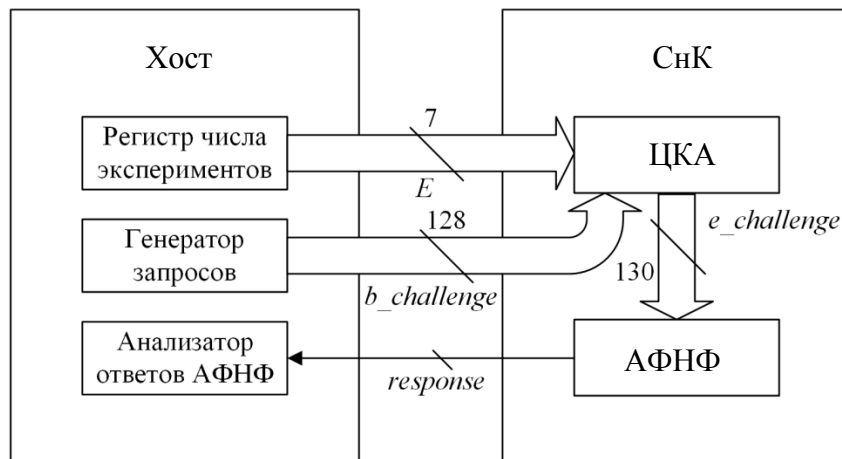 Хост
СнК
Регистр числа
экспериментов
7
E
ЦКА
Генератор
запросов
128
b_challenge
e_challenge
130
Анализатор
ответов АФНФ
response
АФНФ